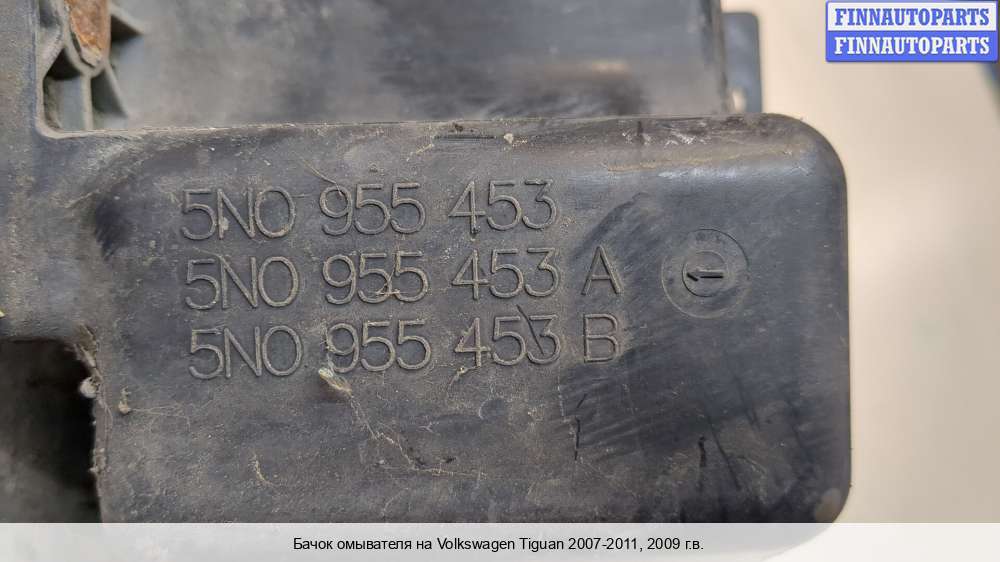 FINNAUTOPARTS
FINNAUTOPARTS
5N0 955 453
5N0 955 453 A
5N0 955 453 B
Бачок омывателя на Volkswagen Tiguan 2007-2011, 2009 г.в.